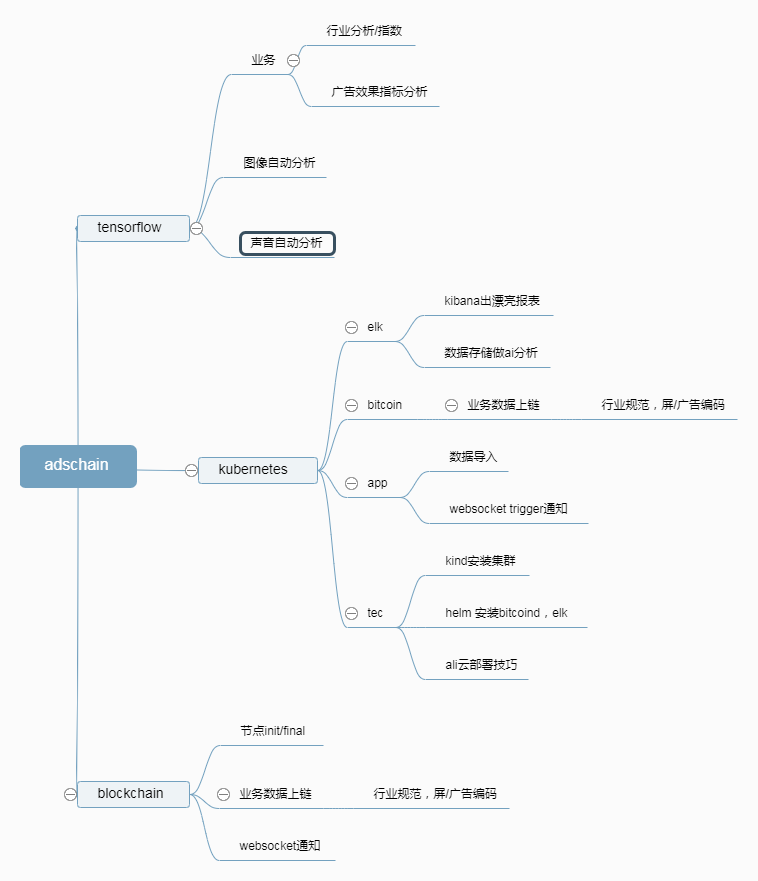 行业分析/指数
业务
广告效果指标分析
图像自动分析
tensorflow
声音自动分析
kibana出漂亮报表
elk
数据存储做ai分析
bitcoin
业务数据上链
行业规范，屏/广告编码
adschain
kubernetes
数据导入
app
websocket trigger通知
kind安装集群
tec
helm 安装bitcoind，elk
ali云部署技巧
节点init/final
blockchain
业务数据上链
行业规范，屏/广告编码
websocket通知